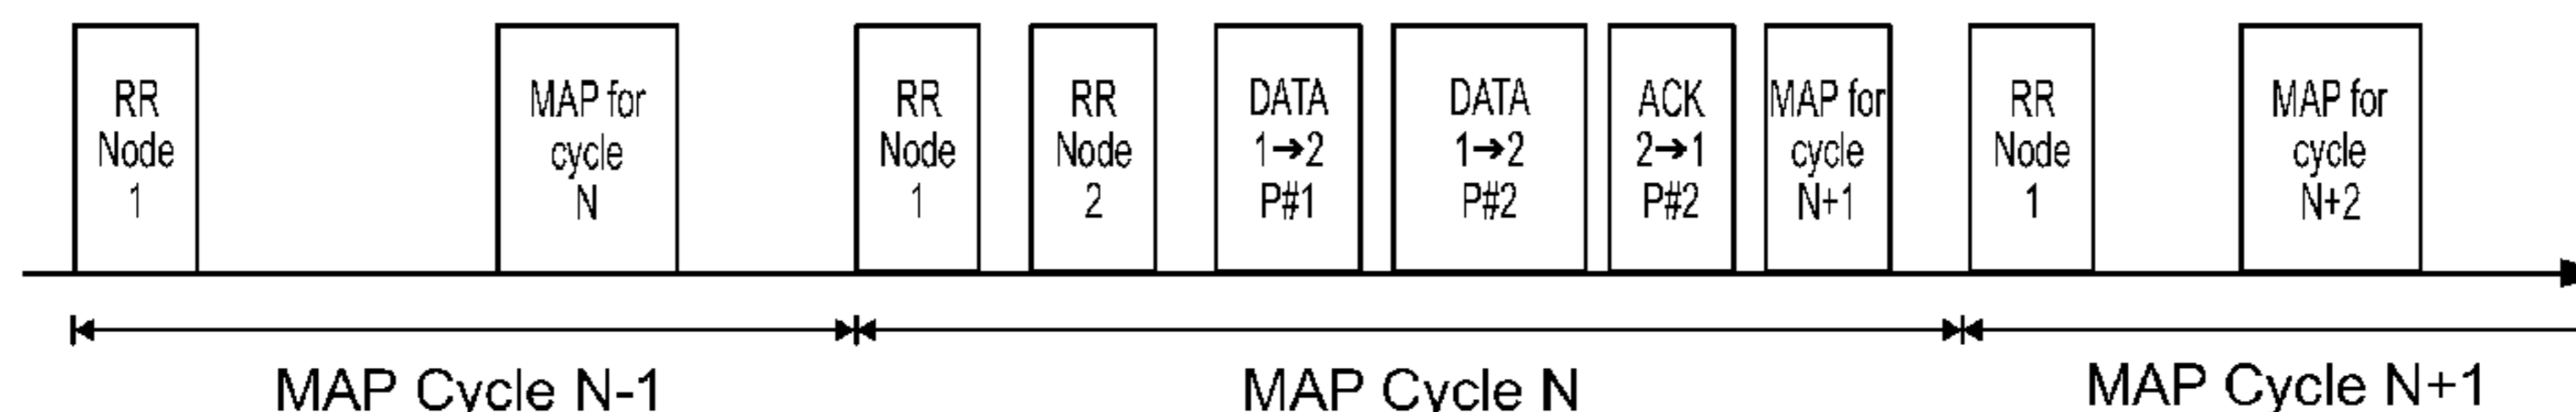 RR
Node
1
MAP for
cycle
N
RR
Node
1
RR
Node
2
DATA
1→2
P#1
DATA
1→2
P#2
ACK
2→1
P#2
MAP for
cycle
N+1
RR
Node
1
MAP for
cycle
N+2
MAP Cycle N-1
MAP Cycle N
MAP Cycle N+1